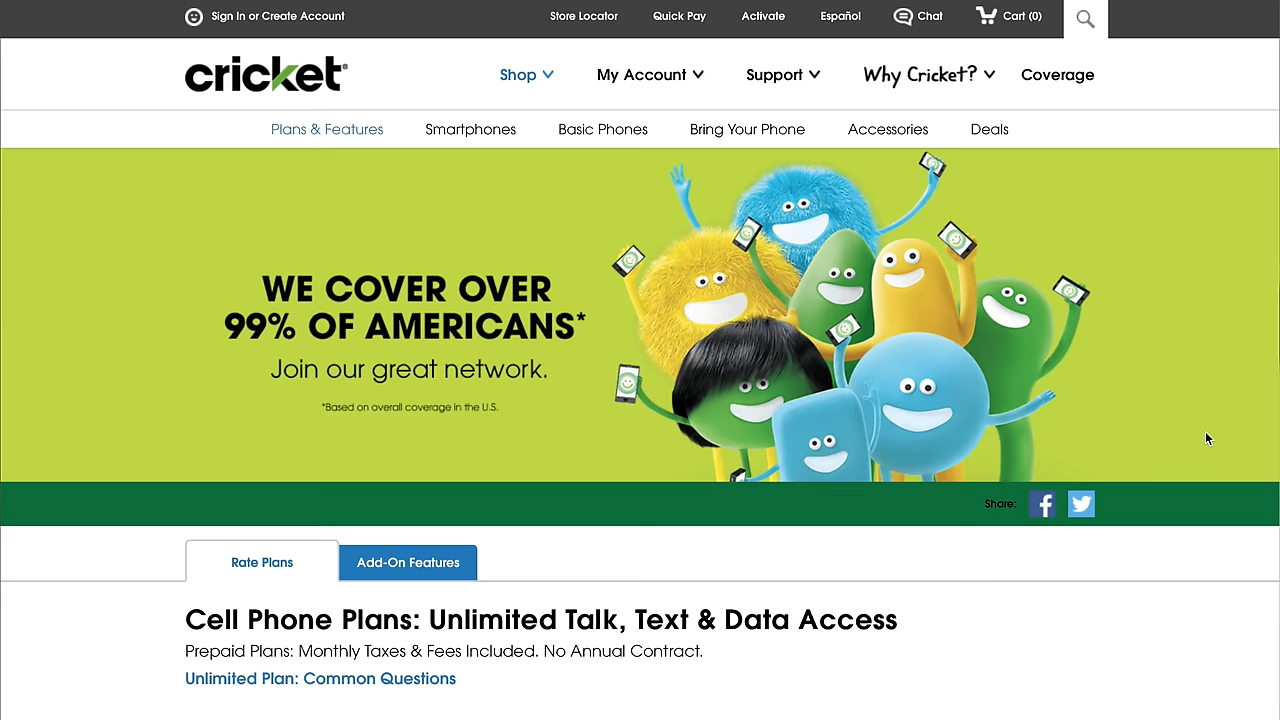 Sign In or Create Account
Store Locator
Quick Pay
Activate
Español
Chat
Cart (0)
cricket®
Shop
My Account
Support
Why Cricket?
Coverage
Plans & Features
Smartphones
Basic Phones
Bring Your Phone
Accessories
Deals
WE COVER OVER
99% OF AMERICANS*
Join our great network.
*Based on overall coverage in the U.S.
Share:
Rate Plans
Add-On Features
Cell Phone Plans: Unlimited Talk, Text & Data Access
Prepaid Plans: Monthly Taxes & Fees Included. No Annual Contract.
Unlimited Plan: Common Questions